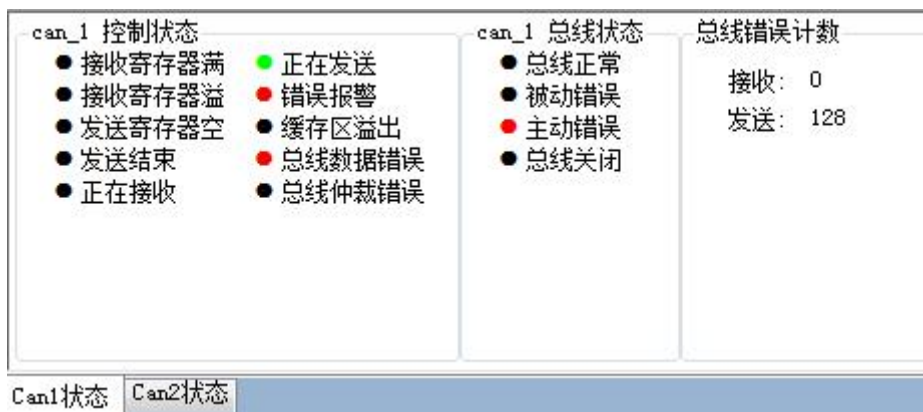 can_1 控制状态
接收寄存器满
接收寄存器溢
发送寄存器空
发送结束
正在接收
正在发送
错误报警
缓存区溢出
总线数据错误
总线仲裁错误
can_1 总线状态
总线正常
被动错误
主动错误
总线关闭
总线错误计数
接收: 0
发送: 128
Can1状态
Can2状态